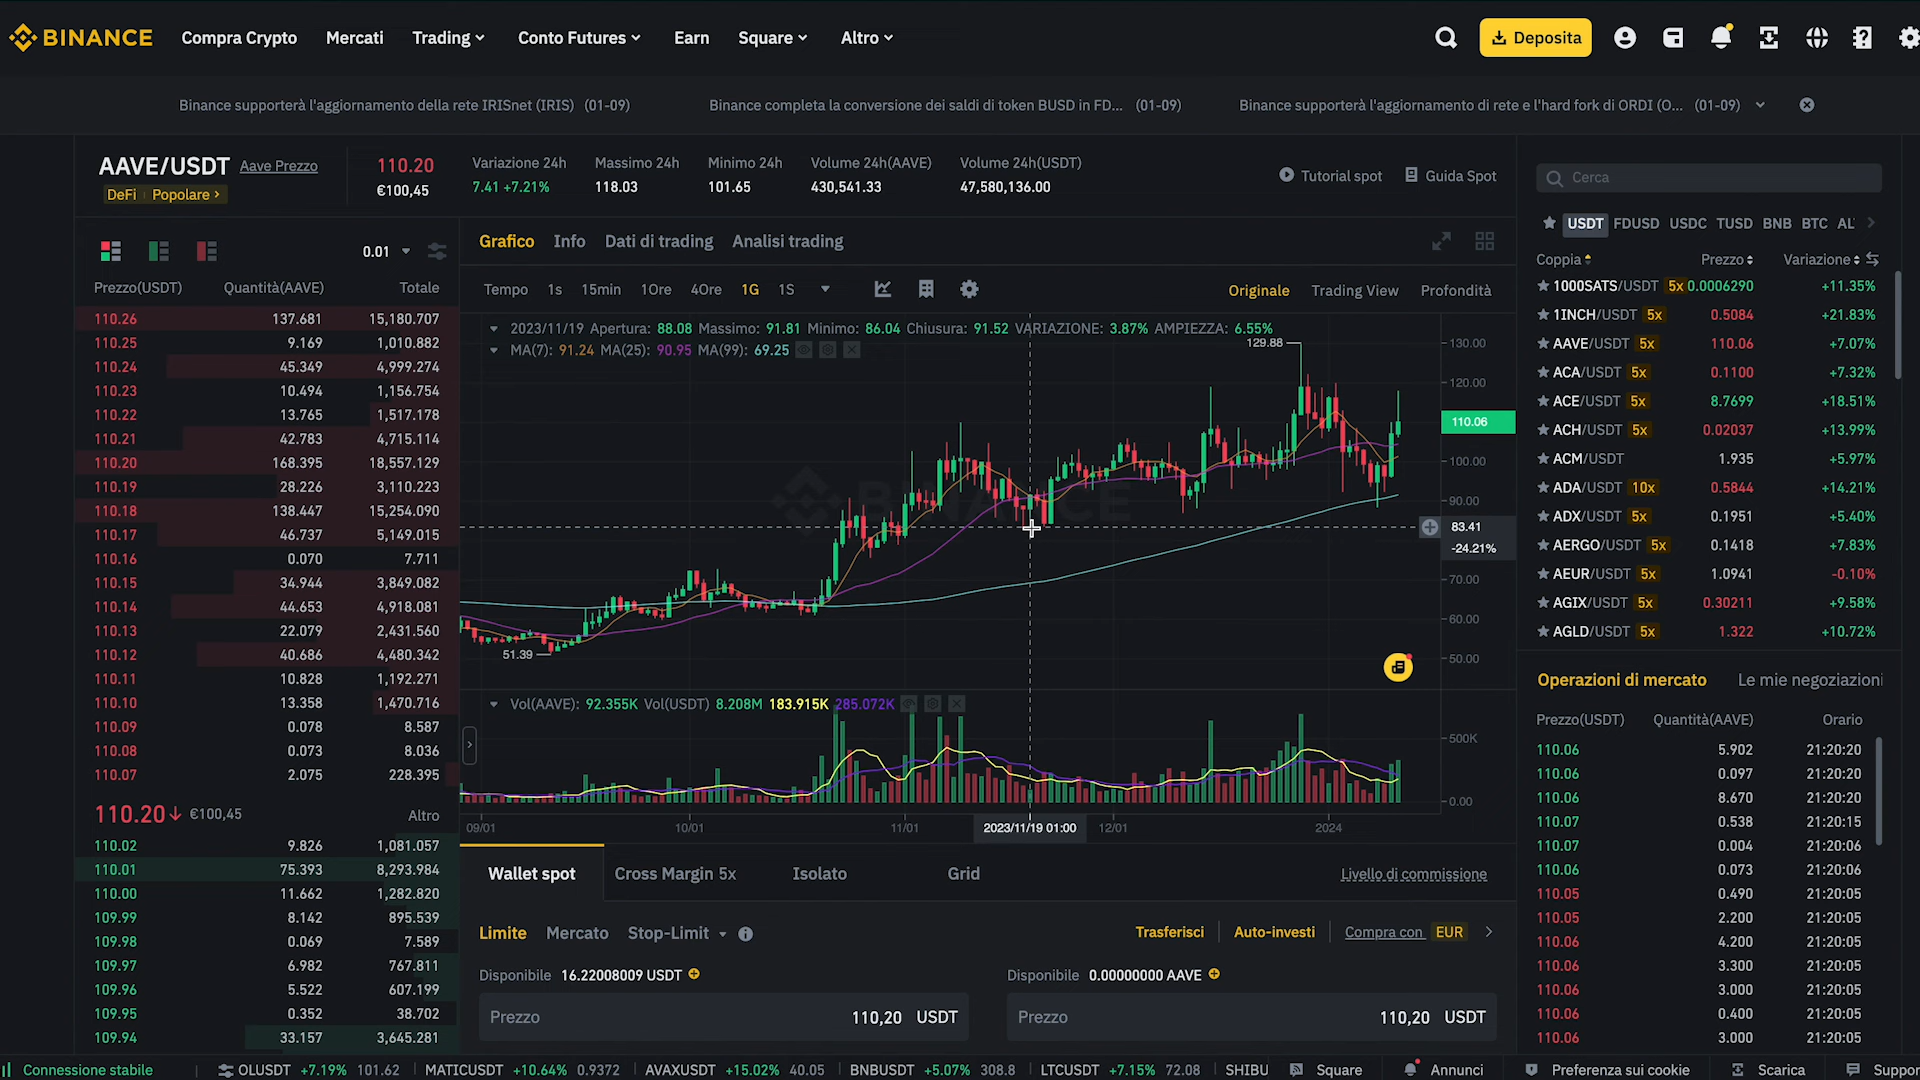 BINANCE
Compra Crypto
Mercati
Trading
Conto Futures
Earn
Square
Altro
Deposita
Binance supporterà l'aggiornamento della rete IRISnet (IRIS) (01-09)
Binance completa la conversione dei saldi di token BUSD in FD... (01-09)
Binance supporterà l'aggiornamento di rete e l'hard fork di ORDI (O... (01-09)
AAVE/USDT Aave Prezzo
DeFi Popolare
110.20
€100,45
Variazione 24h
7.41 +7.21%
Massimo 24h
118.03
Minimo 24h
101.65
Volume 24h(AAVE)
430,541.33
Volume 24h(USDT)
47,580,136.00
Tutorial spot
Guida Spot
0.01
Prezzo(USDT) Quantità(AAVE) Totale
110.26 137.681 15,180.707
110.25 9.169 1,010.882
110.24 45.349 4,999.274
110.23 10.494 1,156.754
110.22 13.765 1,517.178
110.21 42.783 4,715.114
110.20 168.395 18,557.129
110.19 28.226 3,110.223
110.18 138.447 15,254.090
110.17 46.737 5,149.015
110.16 0.070 7.711
110.15 34.944 3,849.082
110.14 44.653 4,918.081
110.13 22.079 2,431.560
110.12 40.686 4,480.342
110.11 10.828 1,192.271
110.10 13.358 1,470.716
110.09 0.078 8.587
110.08 0.073 8.036
110.07 2.075 228.395
110.20 €100,45 Altro
110.02 9.826 1,081.057
110.01 75.393 8,293.984
110.00 11.662 1,282.820
109.99 8.142 895.539
109.98 0.069 7.589
109.97 6.982 767.811
109.96 5.522 607.199
109.95 0.352 38.702
109.94 33.157 3,645.281
Grafico Info Dati di trading Analisi trading
Tempo 1s 15min 1Ore 4Ore 1G 1S
Originale Trading View Profondità
2023/11/19 Apertura: 88.08 Massimo: 91.81 Minimo: 86.04 Chiusura: 91.52 VARIAZIONE: 3.87% AMPIEZZA: 6.55%
MA(7): 91.24 MA(25): 90.95 MA(99): 69.25
129.88
51.39
BINANCE
130.00
120.00
110.06
100.00
90.00
83.41
-24.21%
70.00
60.00
50.00
Vol(AAVE): 92.355K Vol(USDT) 8.208M 183.915K 285.072K
500K
0.00
09/01 10/01 11/01 2023/11/19 01:00 12/01 2024
Wallet spot Cross Margin 5x Isolato Grid
Livello di commissione
Limite Mercato Stop-Limit
Trasferisci Auto-investi Compra con EUR
Disponibile 16.22008009 USDT
Disponibile 0.00000000 AAVE
Prezzo 110,20 USDT
Prezzo 110,20 USDT
Cerca
USDT FDUSD USDC TUSD BNB BTC AL
Coppia Prezzo Variazione
1000SATS/USDT 5x 0.0006290 +11.35%
1INCH/USDT 5x 0.5084 +21.83%
AAVE/USDT 5x 110.06 +7.07%
ACA/USDT 5x 0.1100 +7.32%
ACE/USDT 5x 8.7699 +18.51%
ACH/USDT 5x 0.02037 +13.99%
ACM/USDT 1.935 +5.97%
ADA/USDT 10x 0.5844 +14.21%
ADX/USDT 5x 0.1951 +5.40%
AERGO/USDT 5x 0.1418 +7.83%
AEUR/USDT 5x 1.0941 -0.10%
AGIX/USDT 5x 0.30211 +9.58%
AGLD/USDT 5x 1.322 +10.72%
Operazioni di mercato Le mie negoziazioni
Prezzo(USDT) Quantità(AAVE) Orario
110.06 5.902 21:20:20
110.06 0.097 21:20:20
110.06 8.670 21:20:20
110.07 0.538 21:20:15
110.07 0.004 21:20:06
110.06 0.073 21:20:06
110.05 0.490 21:20:05
110.05 2.200 21:20:05
110.06 4.200 21:20:05
110.06 3.300 21:20:05
110.06 3.000 21:20:05
110.06 0.400 21:20:05
110.06 3.000 21:20:05
Connessione stabile
OLUSDT +7.19% 101.62
MATICUSDT +10.64% 0.9372
AVAXUSDT +15.02% 40.05
BNBUSDT +5.07% 308.8
LTCUSDT +7.15% 72.08
SHIBU
Square
Annunci
Preferenza sui cookie
Scarica
Suppor